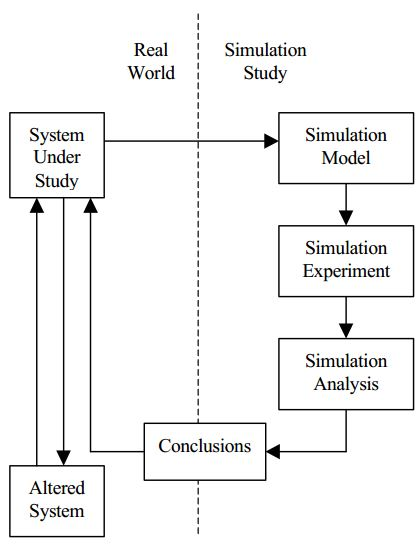 Real
World
Simulation
Study
System
Under
Study
Simulation
Model
Simulation
Experiment
Simulation
Analysis
Conclusions
Altered
System